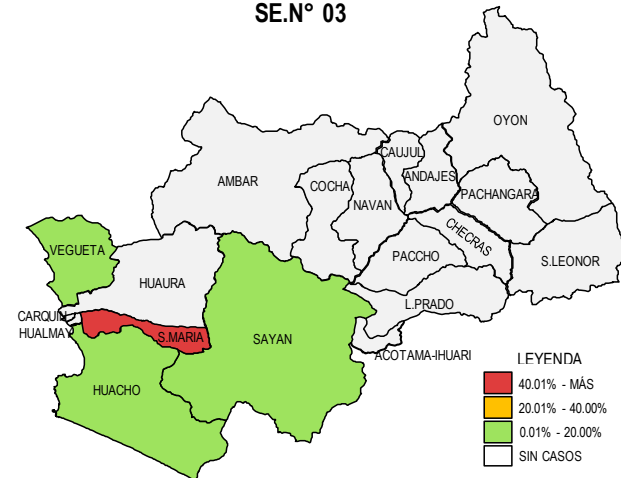 SE.N° 03
OYON
CAUJUL
ANDAJES
AMBAR
COCHA
NAVAN
PACHANGARA
CHECRAS
VEGUETA
PACCHO
S.LEONOR
HUAURA
L.PRADO
CARQUIN
HUALMAY
S.MARIA
SAYAN
ACOTAMA-IHUARI
HUACHO
LEYENDA
40.01% - MÁS
20.01% - 40.00%
0.01% - 20.00%
SIN CASOS